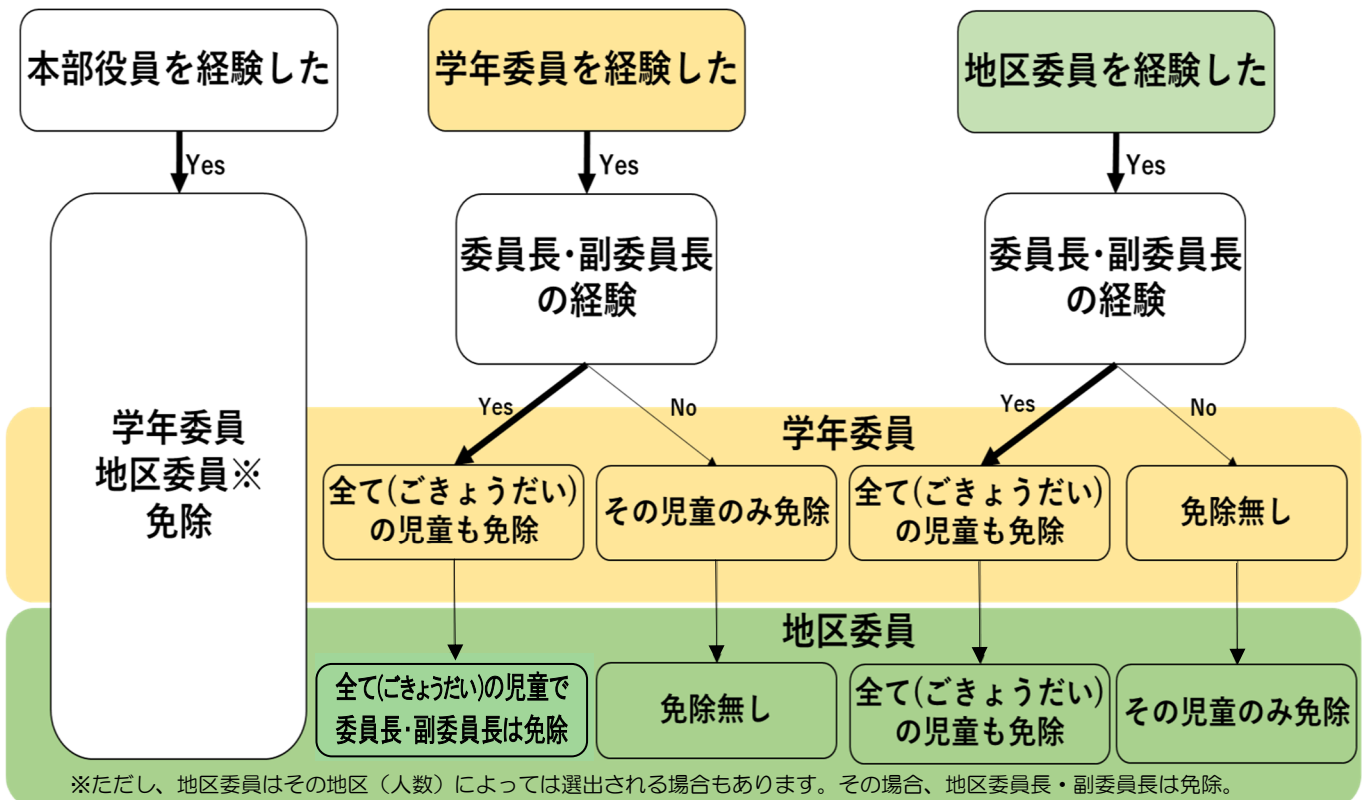 本部役員を経験した
学年委員を経験した
地区委員を経験した
Yes
Yes
Yes
委員長・副委員長
の経験
委員長・副委員長
の経験
Yes
No
Yes
No
学年委員
地区委員※
免除
学年委員
全て(ごきょうだい)
の児童も免除
その児童のみ免除
全て(ごきょうだい)
の児童も免除
免除無し
地区委員
全て(ごきょうだい)の児童で
委員長・副委員長は免除
免除無し
全て(ごきょうだい)
の児童も免除
その児童のみ免除
※ただし、地区委員はその地区（人数）によっては選出される場合もあります。その場合、地区委員長・副委員長は免除。